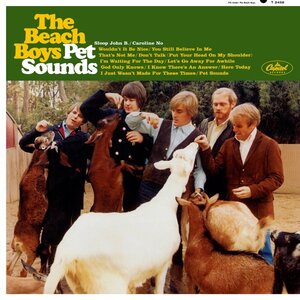 The Beach Boys Pet Sounds
Sloop John B. / Caroline No
Wouldn't It Be Nice / You Still Believe In Me
That's Not Me / Don't Talk (Put Your Head On My Shoulder)
I'm Waiting For The Day / Let's Go Away For Awhile
God Only Knows / I Know There's An Answer / Here Today
I Just Wasn't Made For These Times / Pet Sounds
Capitol
T 2458